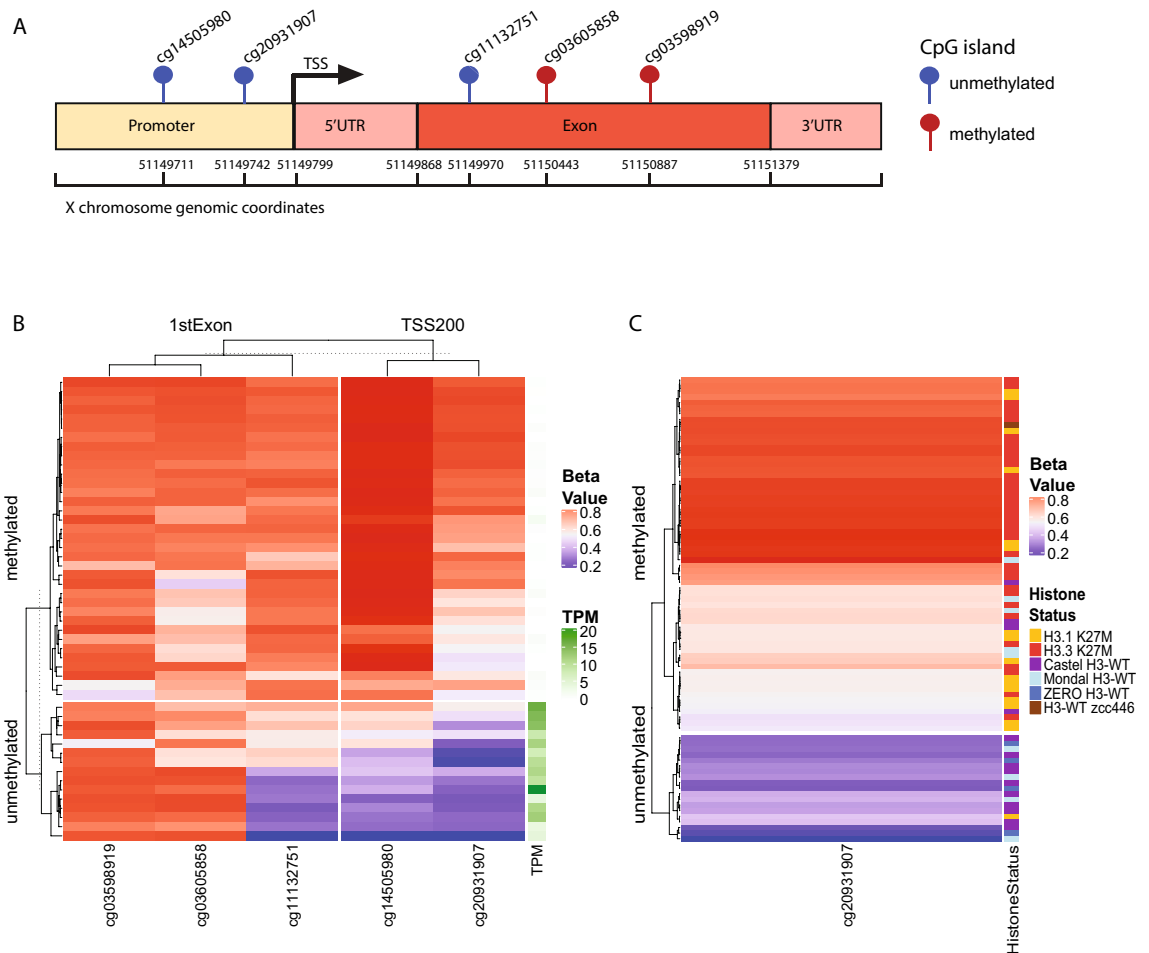 A
cg14505980
cg20931907
cg11132751
cg03605858
cg03598919
TSS
CpG island
unmethylated
methylated
Promoter
5'UTR
Exon
3'UTR
51149711
51149742
51149799
51149868
51149970
51150443
51150887
51151379
X chromosome genomic coordinates
B
1stExon
TSS200
methylated
unmethylated
Beta
Value
0.8
0.6
0.4
0.2
TPM
20
15
10
5
0
cg03598919
cg03605858
cg11132751
cg14505980
cg20931907
TPM
C
methylated
unmethylated
Beta
Value
0.8
0.6
0.4
0.2
Histone
Status
H3.1 K27M
H3.3 K27M
Castel H3-WT
Mondal H3-WT
ZERO H3-WT
H3-WT zcc446
cg20931907
HistoneStatus